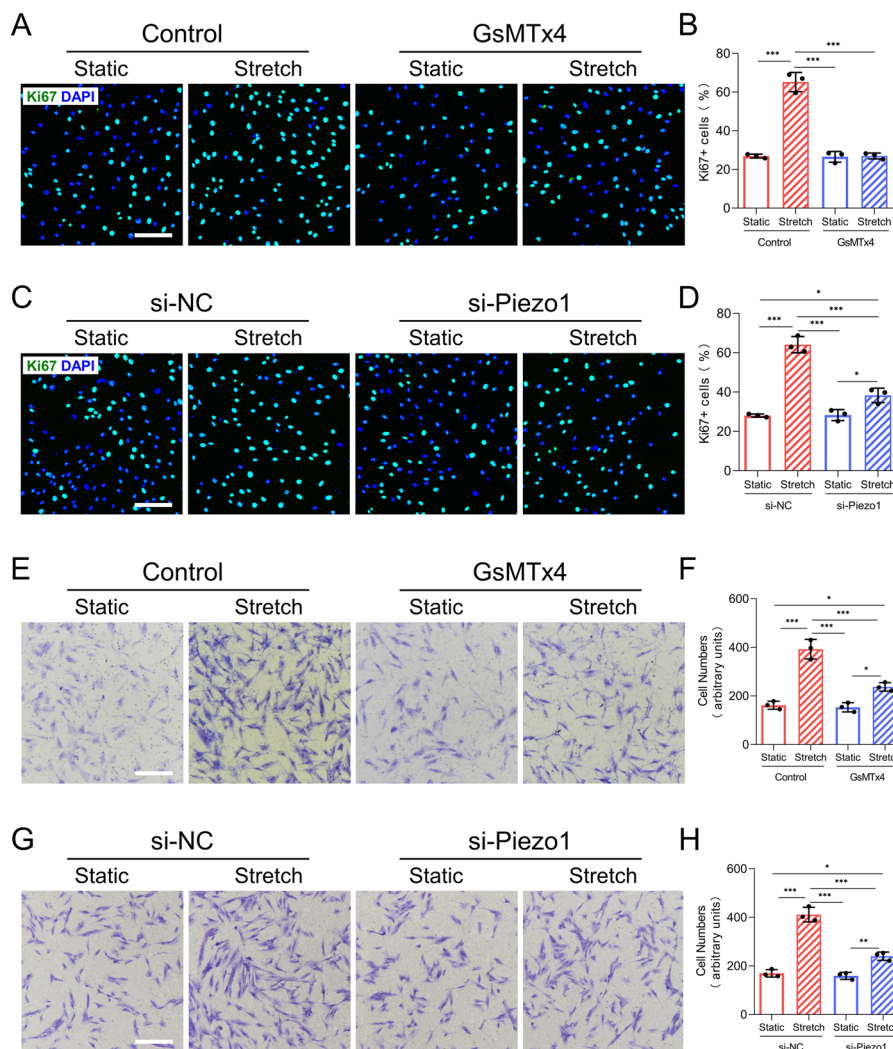 A
Control
GsMTx4
Static
Stretch
Static
Stretch
Ki67 DAPI
B
Ki67+ cells ( %)
80
60
40
20
0
***
***
***
Static
Stretch
Static
Stretch
Control
GsMTx4
C
si-NC
si-Piezo1
Static
Stretch
Static
Stretch
Ki67 DAPI
D
Ki67+ cells ( %)
80
60
40
20
0
*
***
***
***
*
Static
Stretch
Static
Stretch
si-NC
si-Piezo1
E
Control
GsMTx4
Static
Stretch
Static
Stretch
F
Cell Numbers
( arbitrary units)
600
400
200
0
*
***
***
***
*
Static
Stretch
Static
Stretch
Control
GsMTx4
G
si-NC
si-Piezo1
Static
Stretch
Static
Stretch
H
Cell Numbers
( arbitrary units)
600
400
200
0
*
***
***
***
**
Static
Stretch
Static
Stretch
si-NC
si-Piezo1